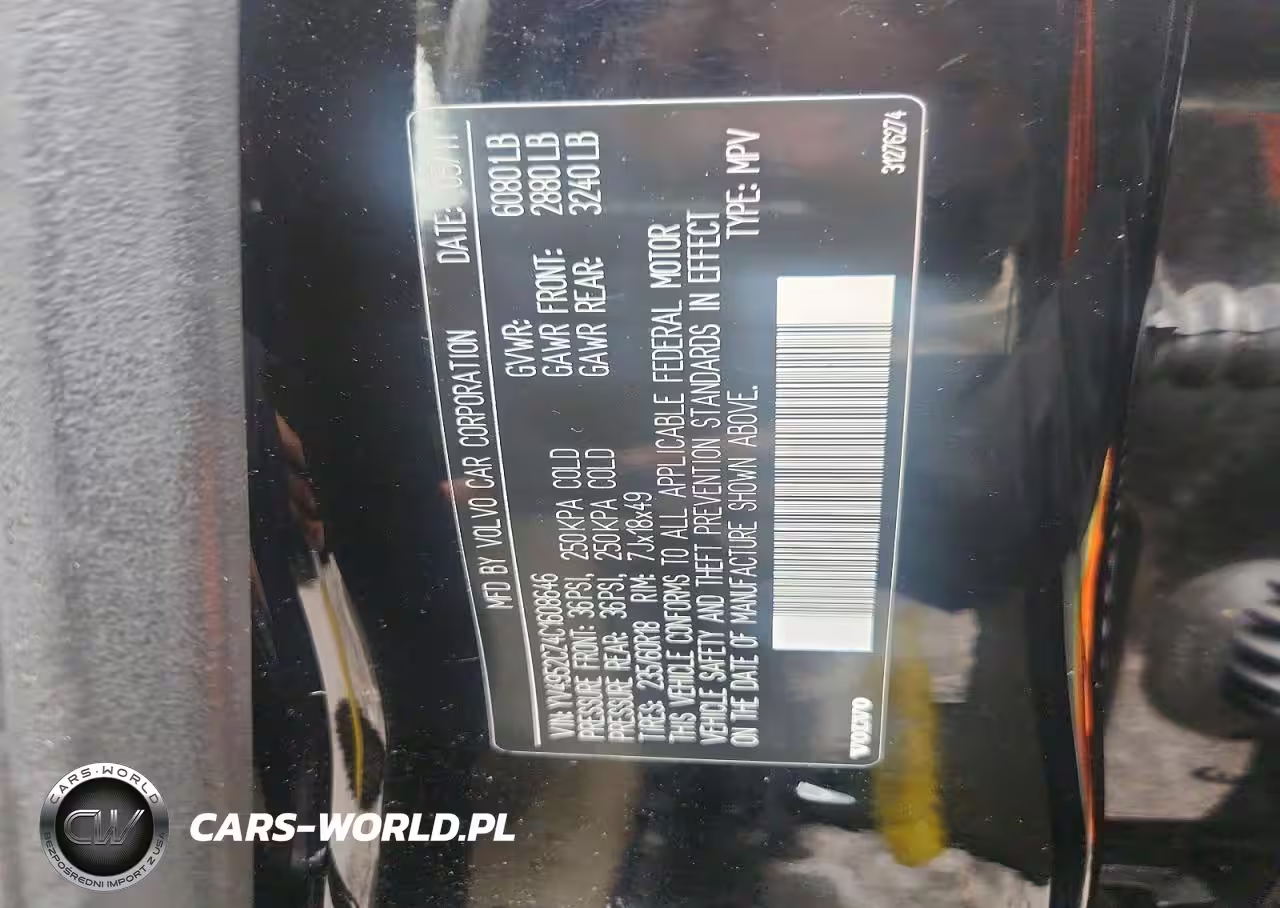 MFD BY VOLVO CAR CORPORATION DATE:
VIN: YV4952CZ4C1608646 GVWR: 6080 LB
PRESSURE FRONT: 36PSI, 250KPA COLD GAWR FRONT: 2880 LB
PRESSURE REAR: 36PSI, 250KPA COLD GAWR REAR: 3240 LB
TIRES: 235/60R18 RIM: 7Jx18x49
THIS VEHICLE CONFORMS TO ALL APPLICABLE FEDERAL MOTOR
VEHICLE SAFETY AND THEFT PREVENTION STANDARDS IN EFFECT
ON THE DATE OF MANUFACTURE SHOWN ABOVE. TYPE: MPV
VOLVO 31276274
CARS-WORLD
CW
BEZPOŚREDNI IMPORT Z USA
CARS-WORLD.PL